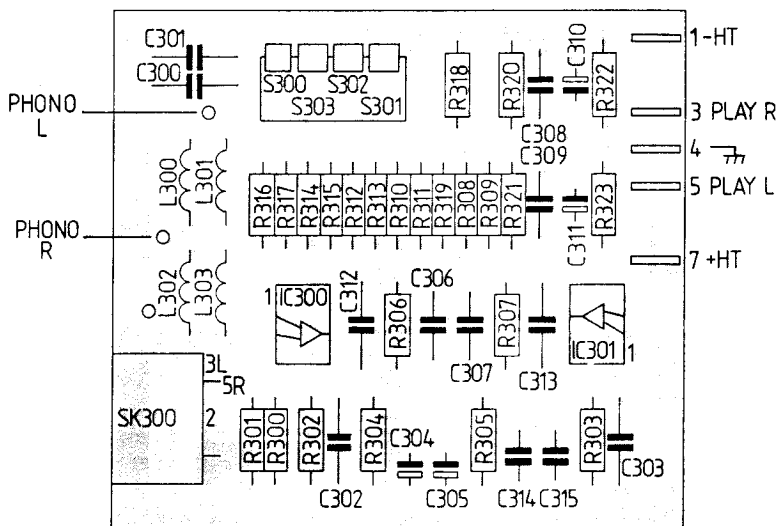 C301
C300
S300
S302
S303
S301
R318
R320
C310
R322
1-HT
PHONO
L
3 PLAY R
C308
C309
4
L300
L301
R316
R317
R314
R315
R312
R313
R310
R311
R319
R308
R309
R321
C311
R323
5 PLAY L
PHONO
R
7 +HT
L302
L303
1
IC300
C312
R306
C306
C307
R307
C313
IC301
1
3L
5R
SK300
2
R301
R300
R302
C302
R304
C304
C305
R305
C314
C315
R303
C303